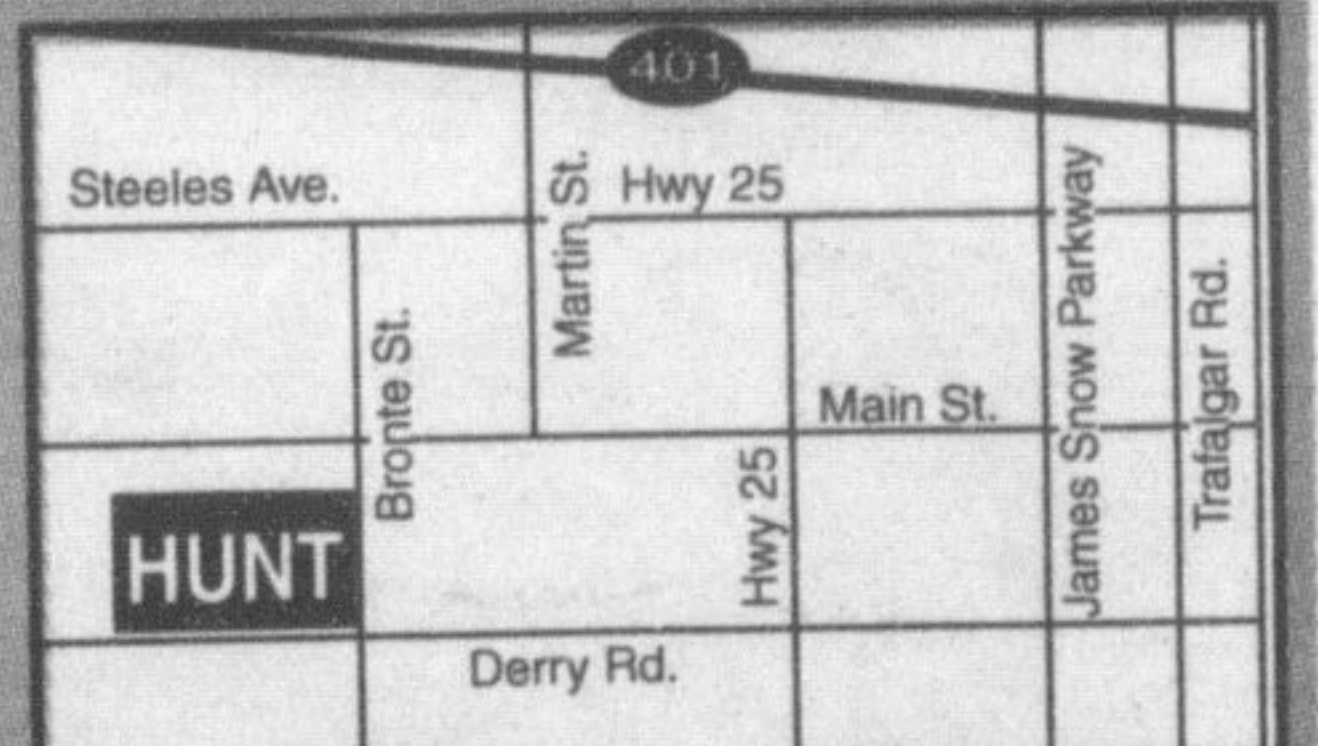 401
Steeles Ave.
Martin St.
Hwy 25
James Snow Parkway
Trafalgar Rd.
Bronte St.
Main St.
Hwy 25
HUNT
Derry Rd.